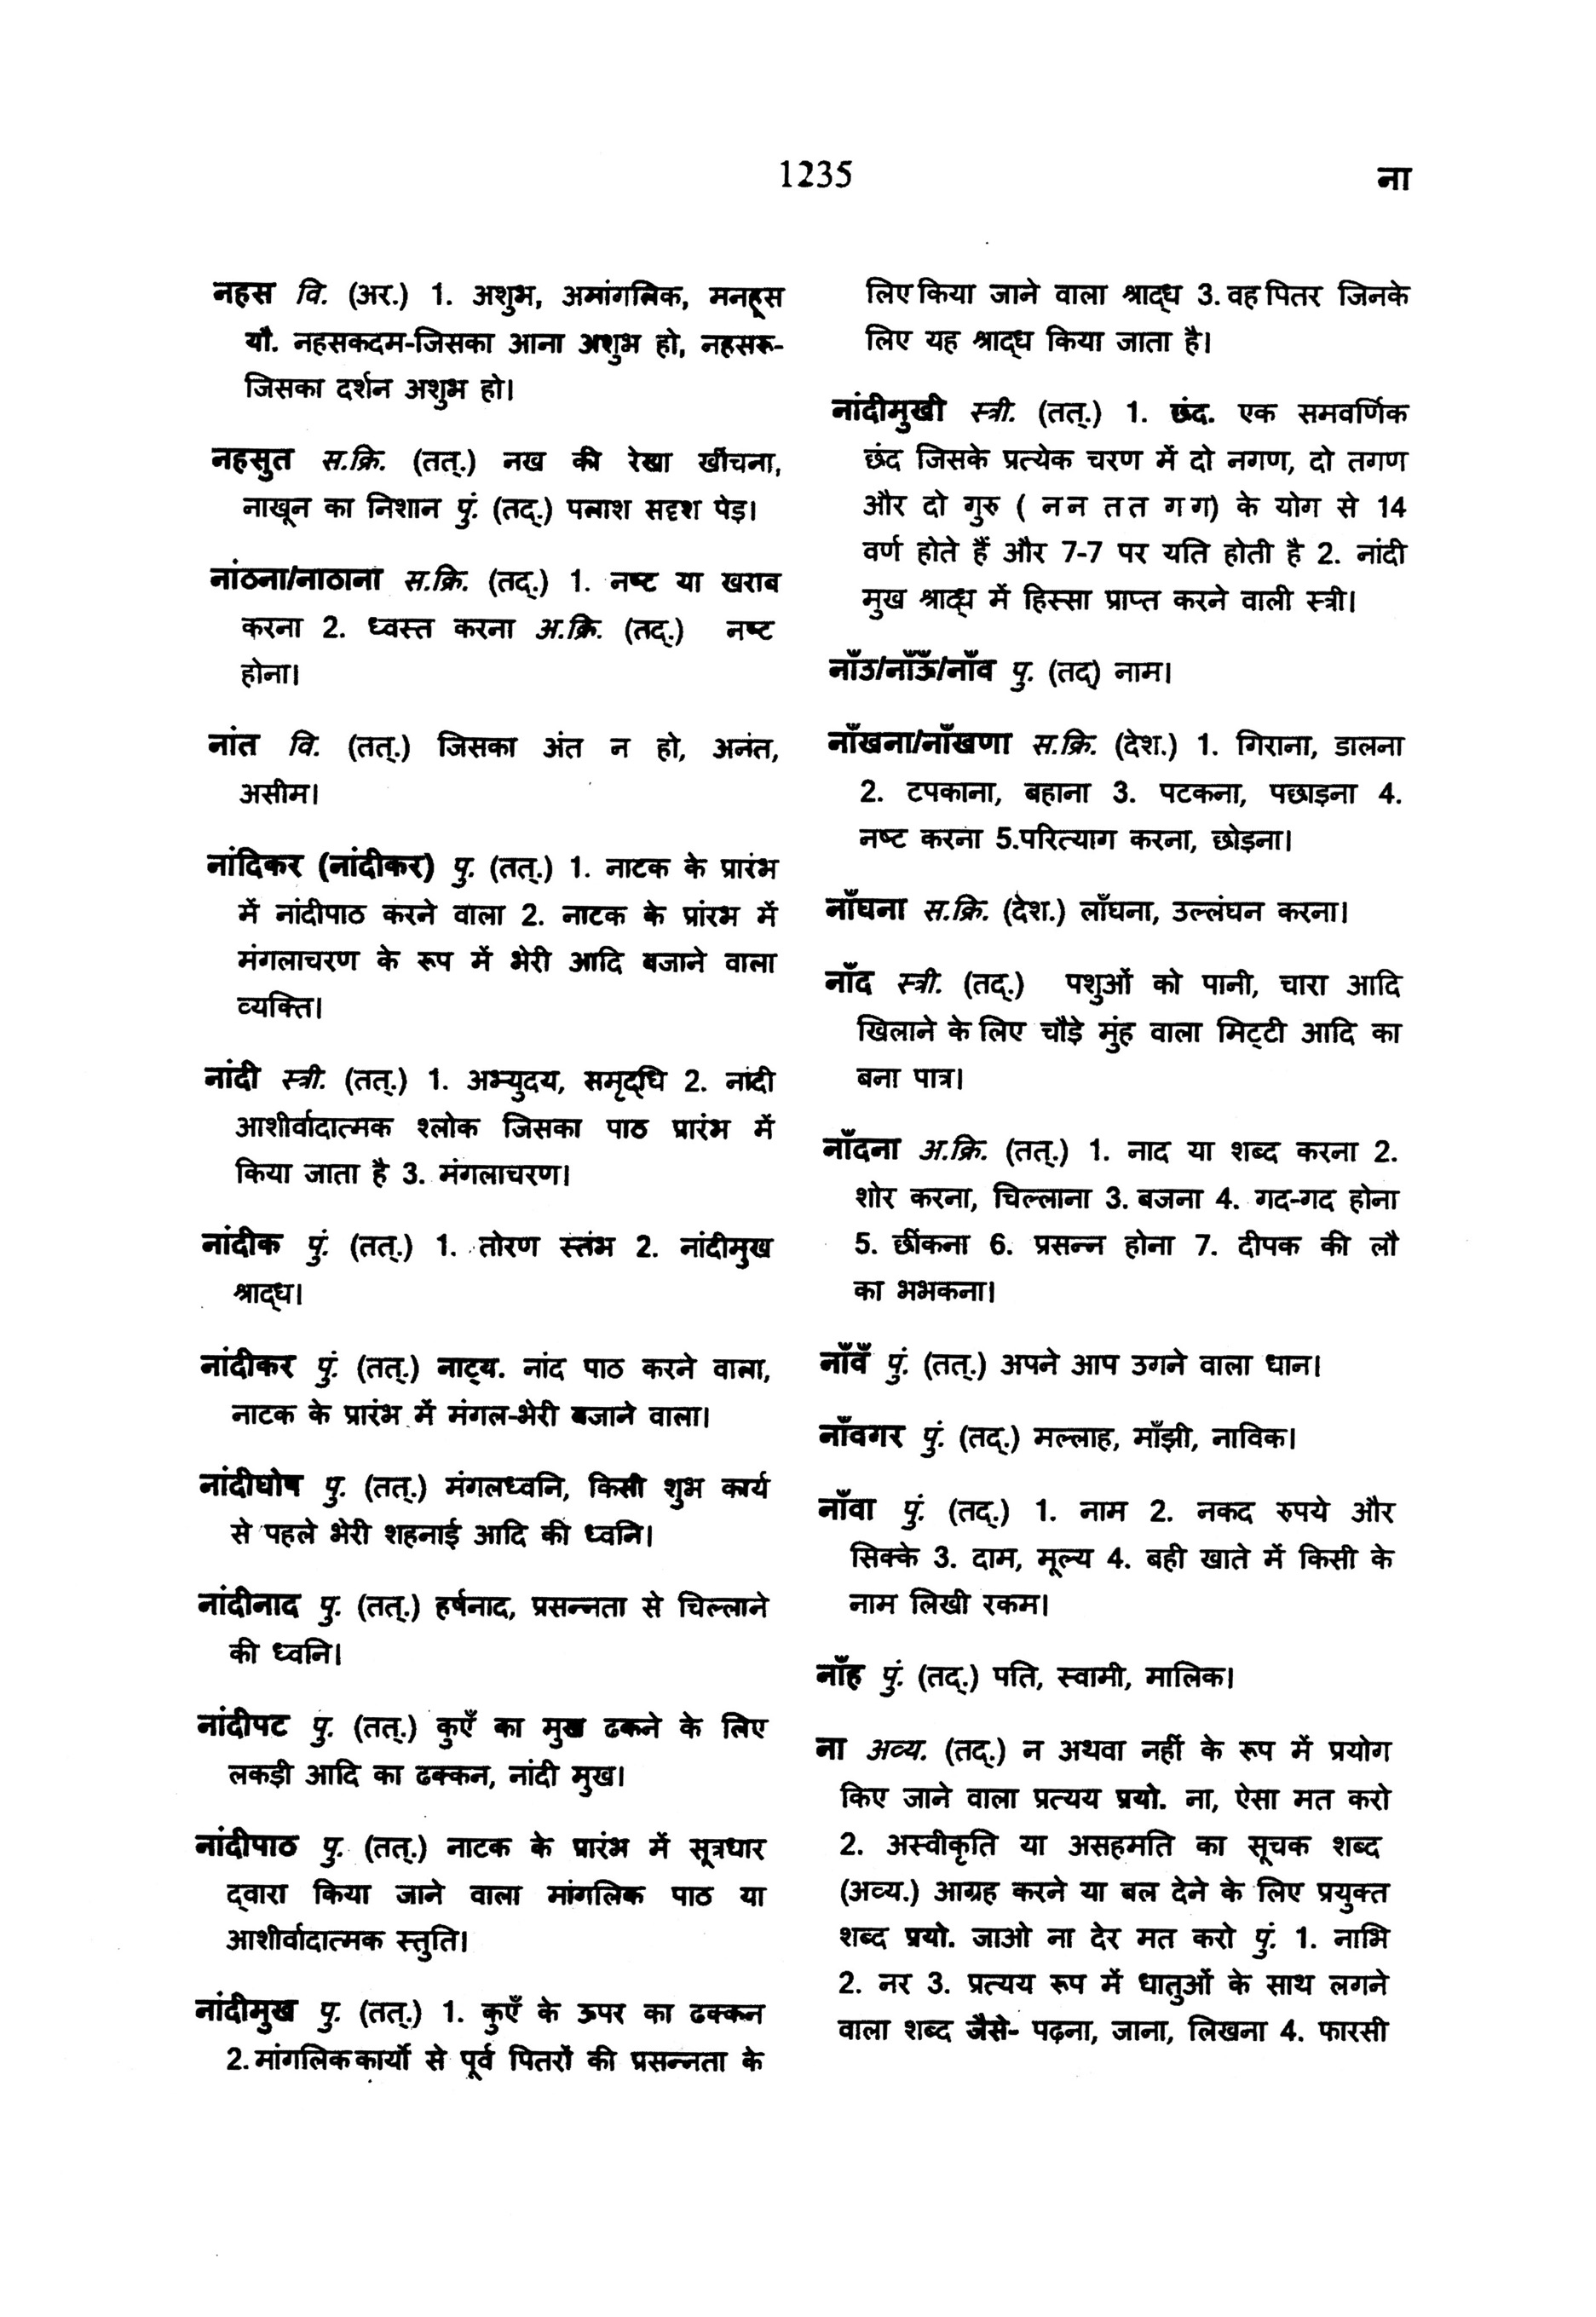 1235
ना
नहस वि. (अर.) 1. अशुभ, अमांगलिक, मनहूस
यौ. नहसकदम-जिसका आना अशुभ हो, नहसरू-
जिसका दर्शन अशुभ हो।
नहसुत स.क्रि. (तत्.) नख की रेखा खींचना,
नाखून का निशान पुं. (तद्.) पलाश सदृश पेड़।
नांठना/नाठाना स.क्रि. (तद्.) 1. नष्ट या खराब
करना 2. ध्वस्त करना अ.क्रि. (तद्.) नष्ट
होना।
नांत वि. (तत्.) जिसका अंत न हो, अनंत,
असीम।
नांदिकर (नांदीकर) पु. (तत्.) 1. नाटक के प्रारंभ
में नांदीपाठ करने वाला 2. नाटक के प्रांरभ में
मंगलाचरण के रूप में भेरी आदि बजाने वाला
व्यक्ति।
नांदी स्त्री. (तत्.) 1. अभ्युदय, समृद्धि 2. नांदी
आशीर्वादात्मक श्लोक जिसका पाठ प्रारंभ में
किया जाता है 3. मंगलाचरण।
नांदीक पुं. (तत्.) 1. तोरण स्तंभ 2. नांदीमुख
श्राद्ध।
नांदीकर पुं. (तत्.) नाट्य. नांद पाठ करने वाला,
नाटक के प्रारंभ में मंगल-भेरी बजाने वाला।
नांदीघोष पु. (तत्.) मंगलध्वनि, किसी शुभ कार्य
से पहले भेरी शहनाई आदि की ध्वनि।
नांदीनाद पु. (तत्.) हर्षनाद, प्रसन्नता से चिल्लाने
की ध्वनि।
नांदीपट पु. (तत्.) कुएँ का मुख ढकने के लिए
लकड़ी आदि का ढक्कन, नांदी मुख।
नांदीपाठ पु. (तत्.) नाटक के प्रारंभ में सूत्रधार
द्वारा किया जाने वाला मांगलिक पाठ या
आशीर्वादात्मक स्तुति।
नांदीमुख पु. (तत्.) 1. कुएँ के ऊपर का ढक्कन
2. मांगलिक कार्यो से पूर्व पितरों की प्रसन्नता के
लिए किया जाने वाला श्राद्ध 3. वह पितर जिनके
लिए यह श्राद्ध किया जाता है।
नांदीमुखी स्त्री. (तत्.) 1. छंद. एक समवर्णिक
छंद जिसके प्रत्येक चरण में दो नगण, दो तगण
और दो गुरु ( न न त त ग ग) के योग से 14
वर्ण होते हैं और 7-7 पर यति होती है 2. नांदी
मुख श्राद्ध में हिस्सा प्राप्त करने वाली स्त्री।
नाँउ/नाँऊँ/नाँव पु. (तद्) नाम।
नाँखना/नाँखणा स.क्रि. (देश.) 1. गिराना, डालना
2. टपकाना, बहाना 3. पटकना, पछाड़ना 4.
नष्ट करना 5.परित्याग करना, छोड़ना।
नाँघना स.क्रि. (देश.) लाँघना, उल्लंघन करना।
नाँद स्त्री. (तद्.) पशुओं को पानी, चारा आदि
खिलाने के लिए चौड़े मुंह वाला मिट्टी आदि का
बना पात्र।
नाँदना अ.क्रि. (तत्.) 1. नाद या शब्द करना 2.
शोर करना, चिल्लाना 3. बजना 4. गद-गद होना
5. छींकना 6. प्रसन्न होना 7. दीपक की लौ
का भभकना।
नाँवँ पुं. (तत्.) अपने आप उगने वाला धान।
नाँवगर पुं. (तद्.) मल्लाह, माँझी, नाविक।
नाँवा पुं. (तद्.) 1. नाम 2. नकद रुपये और
सिक्के 3. दाम, मूल्य 4. बही खाते में किसी के
नाम लिखी रकम।
नाँह पुं. (तद्.) पति, स्वामी, मालिक।
ना अव्य. (तद्.) न अथवा नहीं के रूप में प्रयोग
किए जाने वाला प्रत्यय प्रयो. ना, ऐसा मत करो
2. अस्वीकृति या असहमति का सूचक शब्द
(अव्य.) आग्रह करने या बल देने के लिए प्रयुक्त
शब्द प्रयो. जाओ ना देर मत करो पुं. 1. नाभि
2. नर 3. प्रत्यय रूप में धातुओं के साथ लगने
वाला शब्द जैसे- पढ़ना, जाना, लिखना 4. फारसी